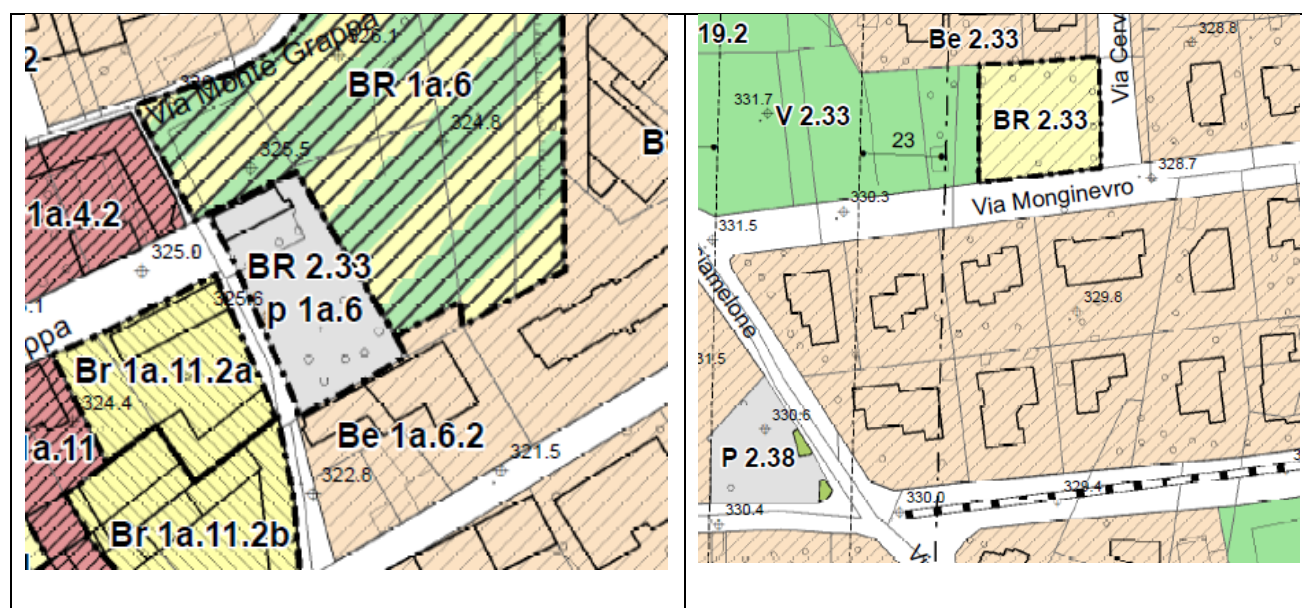 Via Monte Grappa
326.1
BR 1a.6
324.8
325.5
1a.4.2
325.0
BR 2.33
p 1a.6
325.6
Br 1a.11.2a
324.4
1a.11
Be 1a.6.2
321.5
322.8
Br 1a.11.2b
19.2
Be 2.33
328.8
331.7
V 2.33
BR 2.33
23
328.7
Via Monginevro
330.3
331.5
329.8
330.6
P 2.38
330.4
330.0
329.4